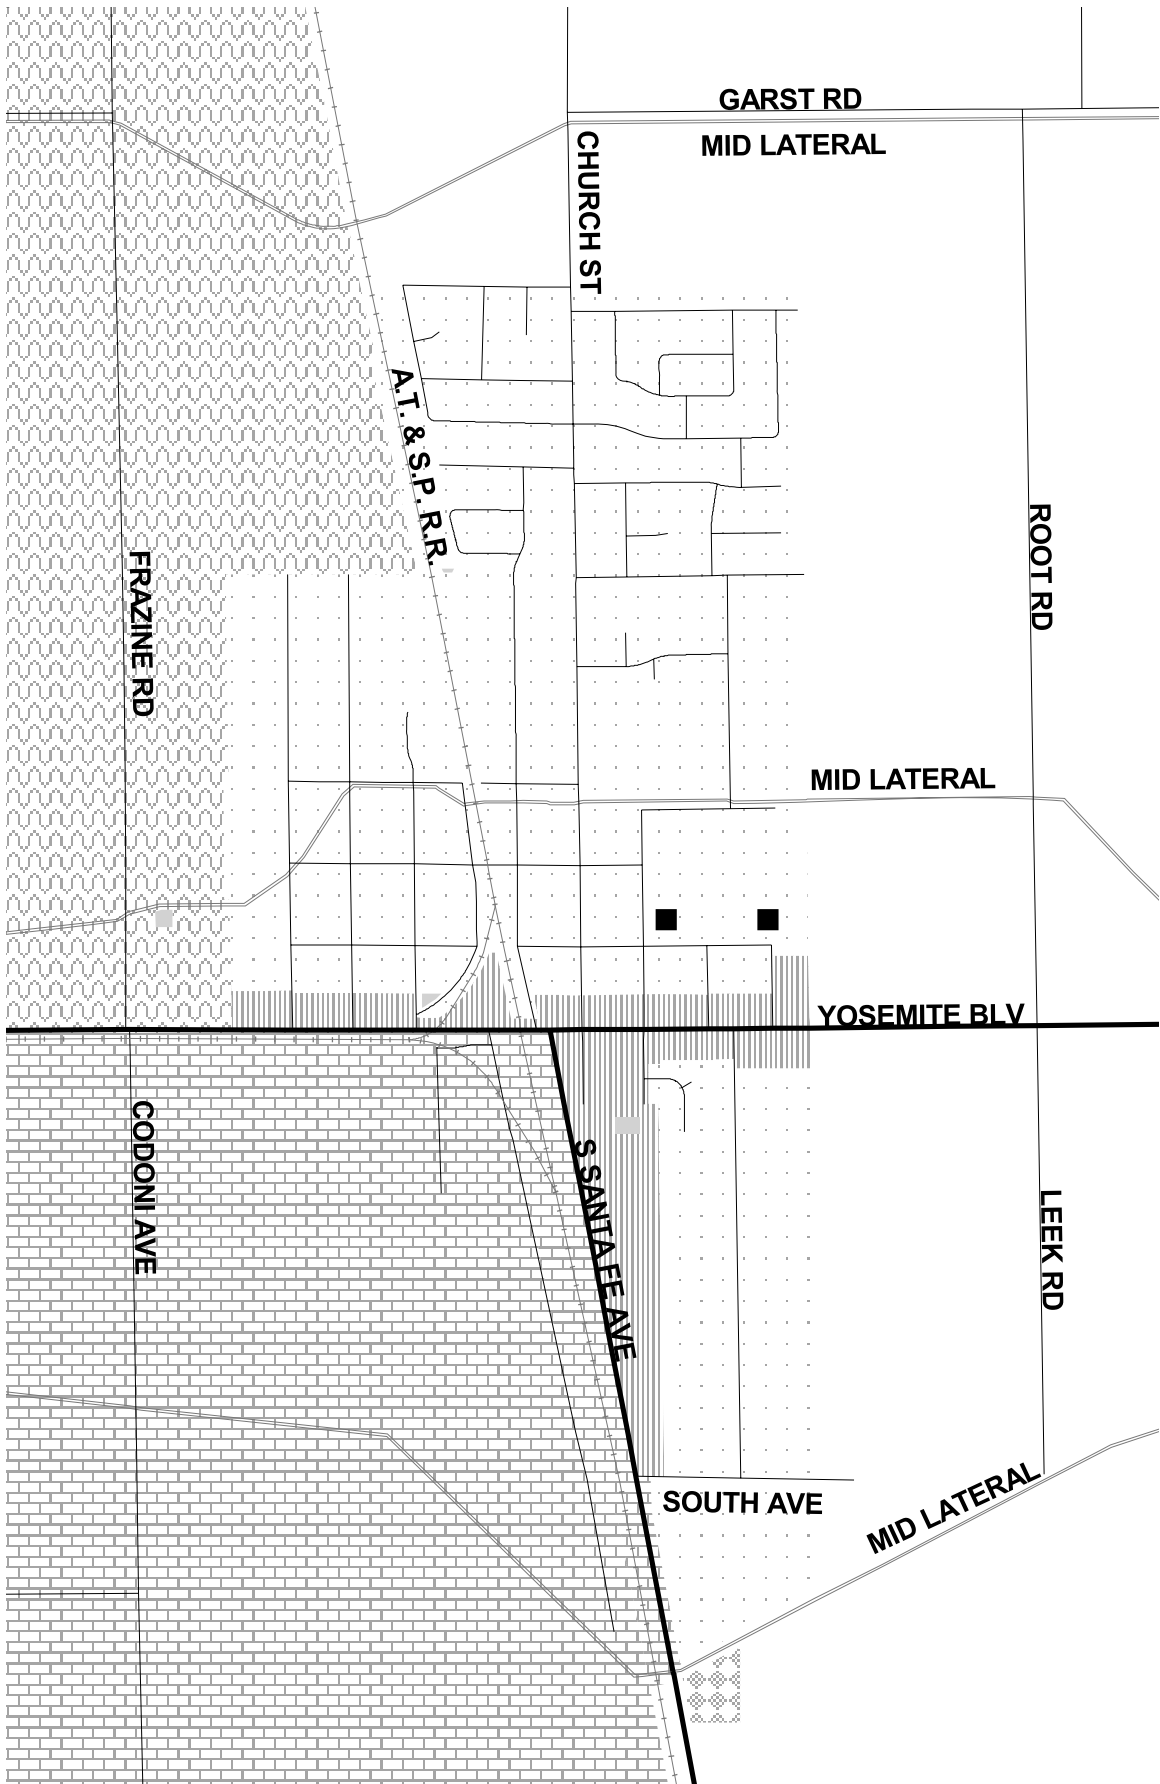 GARST RD
MID LATERAL
CHURCH ST
A.T. & S.P. R.R.
FRAZINE RD
ROOT RD
MID LATERAL
YOSEMITE BLV
CODONI AVE
S SANTA FE AVE
LEEK RD
SOUTH AVE
MID LATERAL